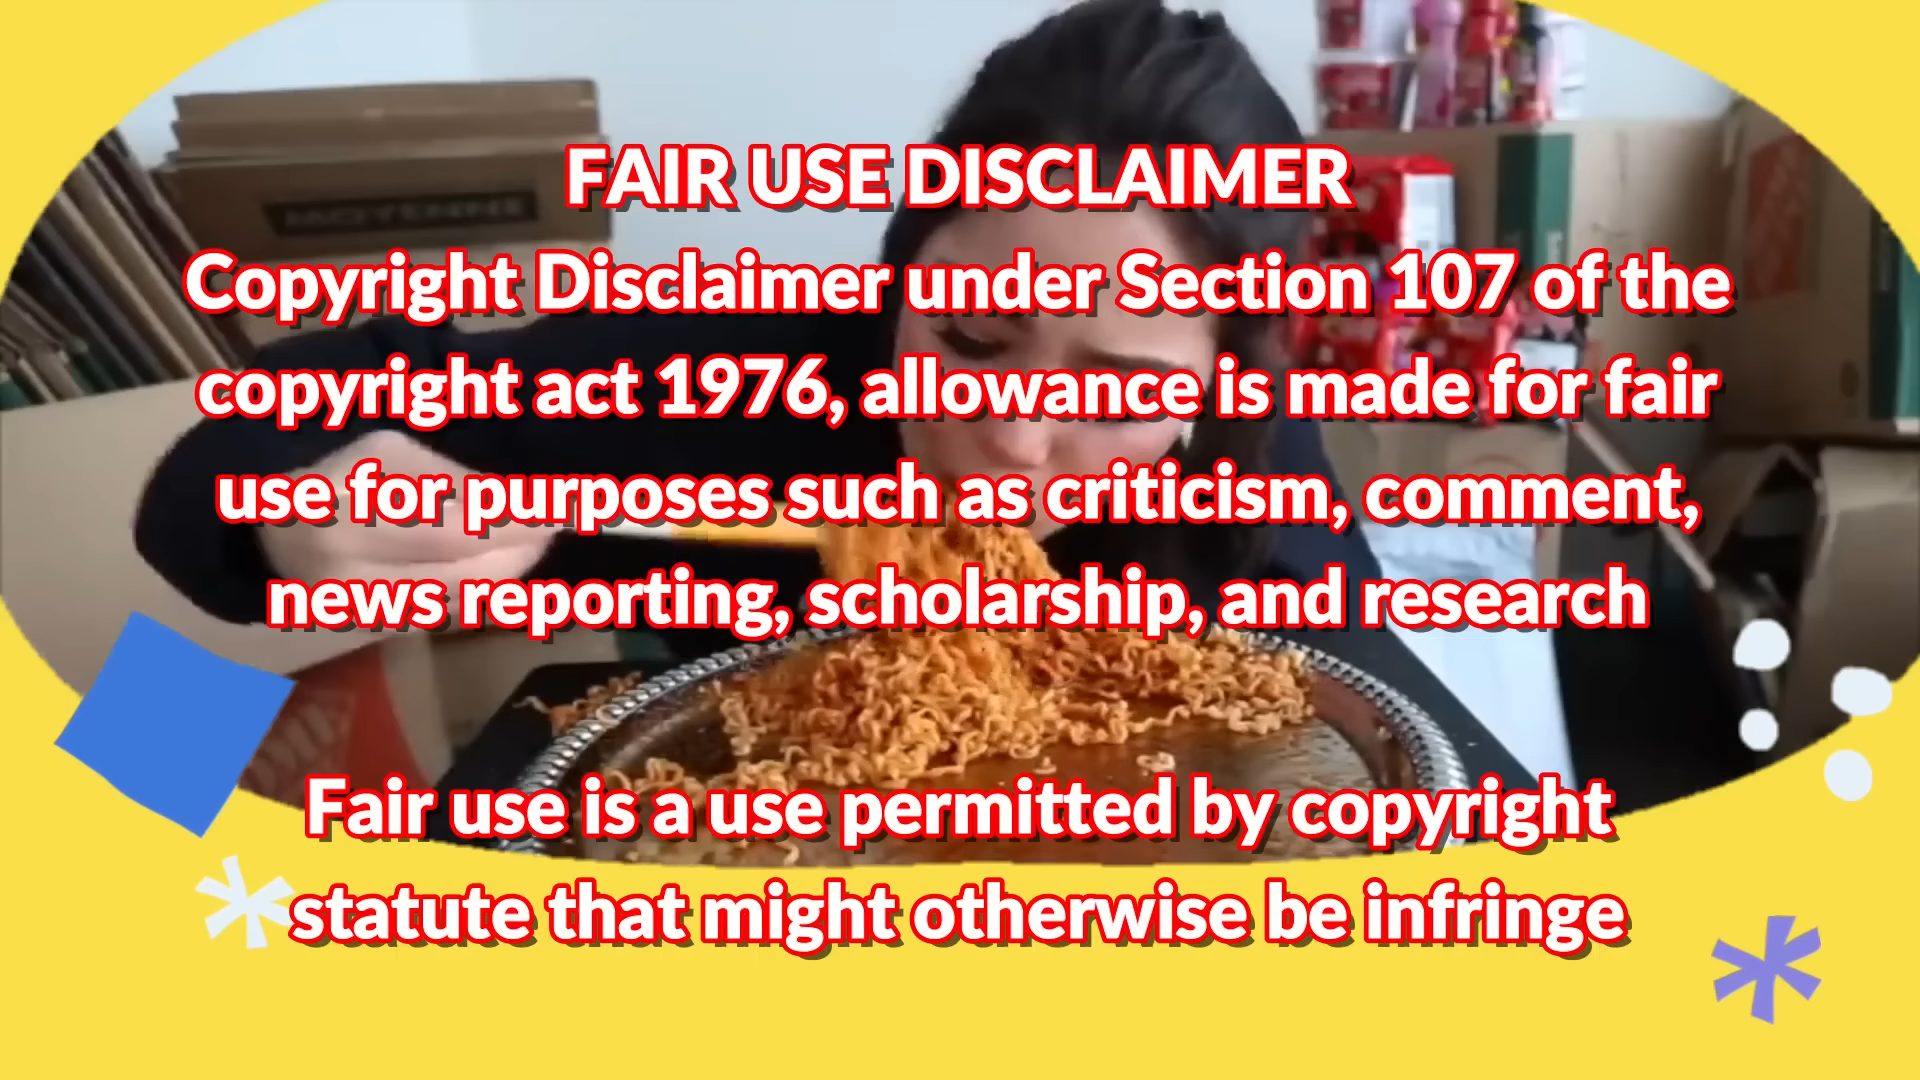 FAIR USE DISCLAIMER
Copyright Disclaimer under Section 107 of the
copyright act 1976, allowance is made for fair
use for purposes such as criticism, comment,
news reporting, scholarship, and research
Fair use is a use permitted by copyright
statute that might otherwise be infringe
MOYENNE